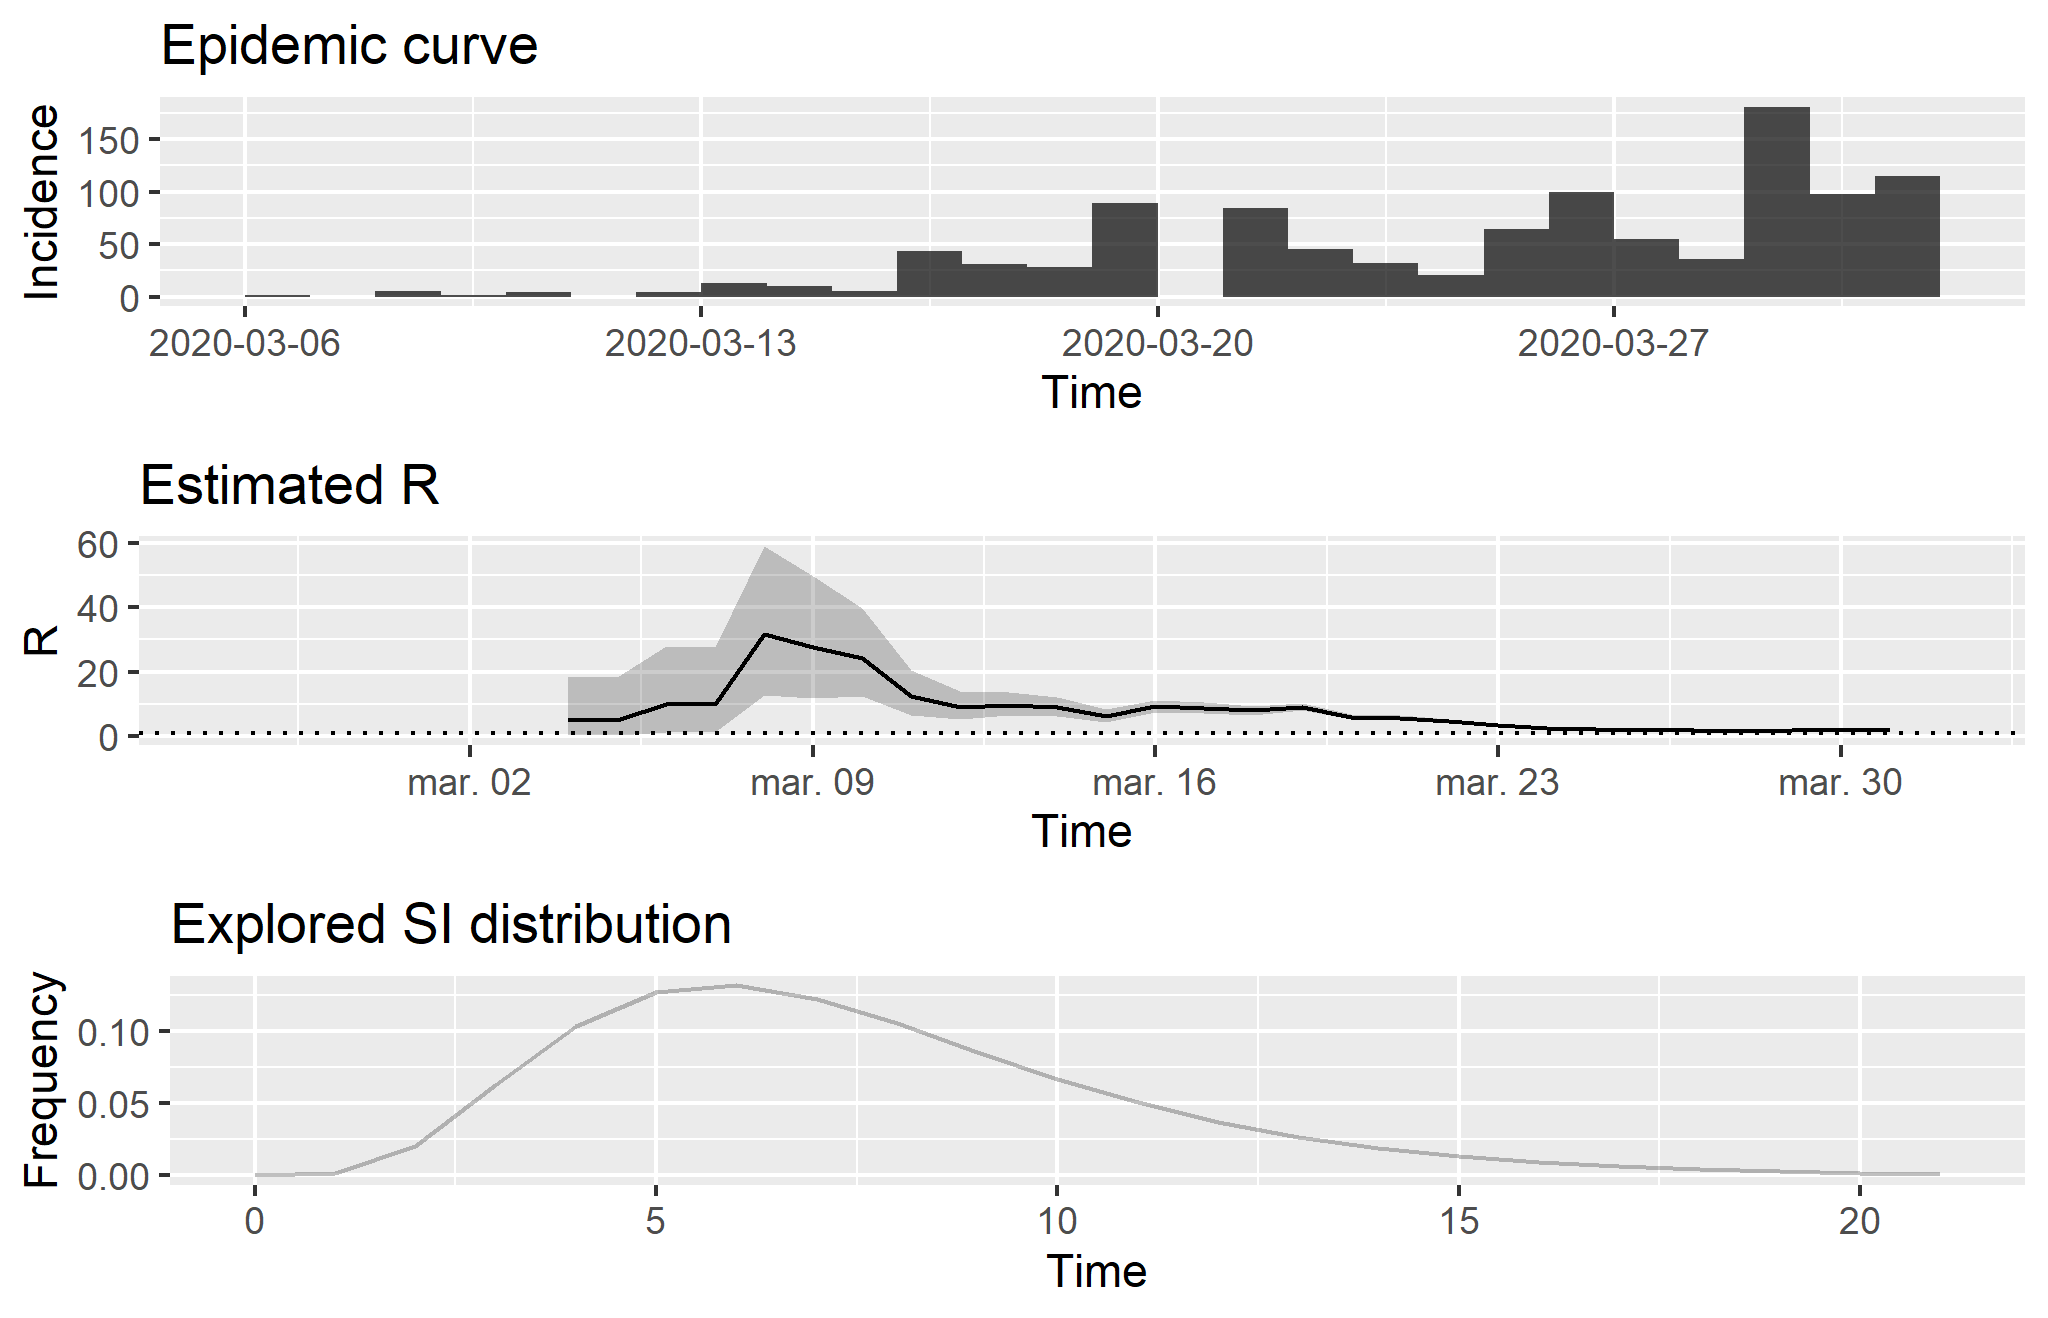 Epidemic curve
Incidence
150
100
50
0
2020-03-06 2020-03-13 2020-03-20 2020-03-27
Time
Estimated R
R
60
40
20
0
mar. 02 mar. 09 mar. 16 mar. 23 mar. 30
Time
Explored SI distribution
Frequency
0.10
0.05
0.00
0 5 10 15 20
Time